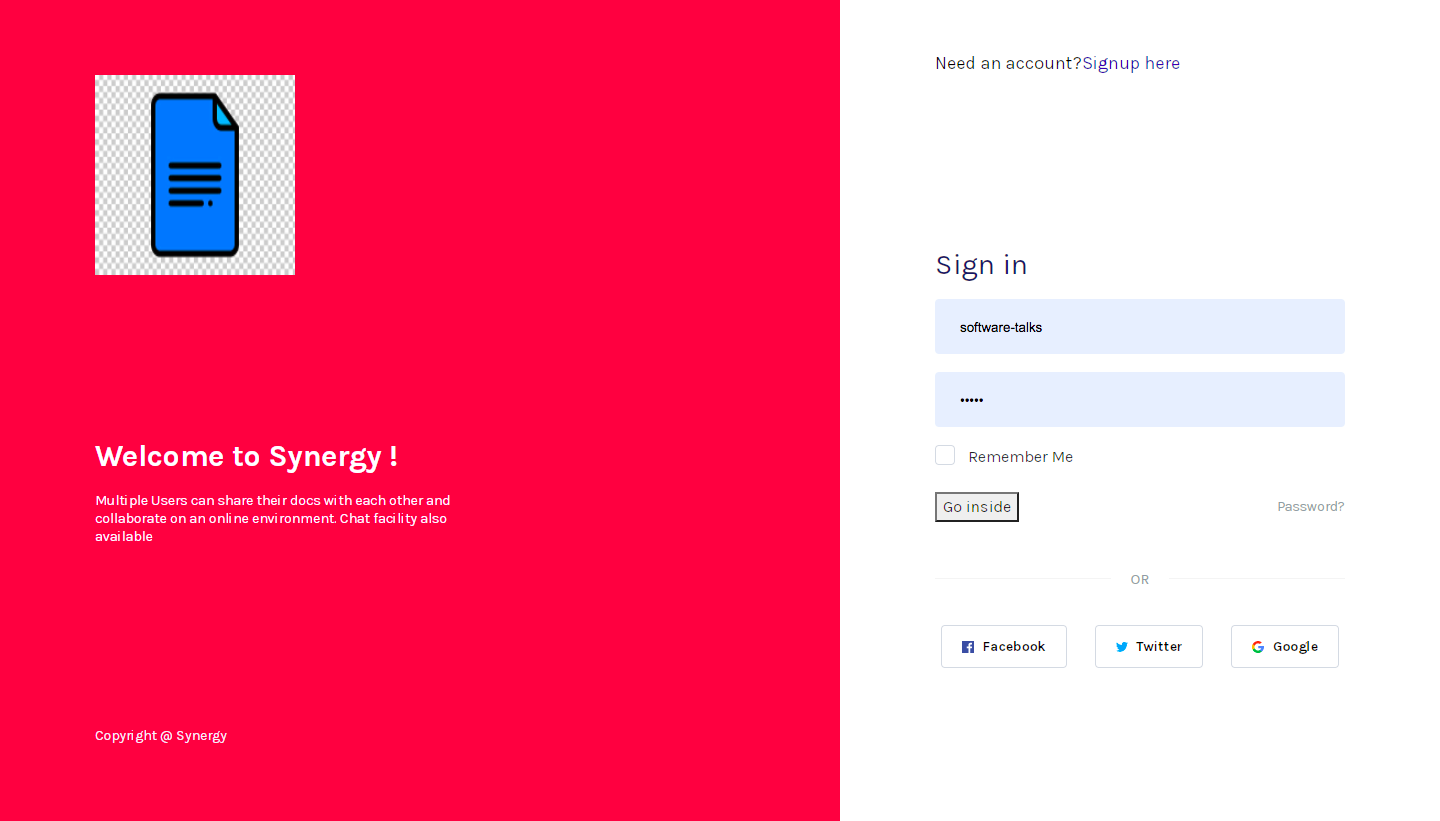 Welcome to Synergy !
Multiple Users can share their docs with each other and
collaborate on an online environment. Chat facility also
available
Copyright @ Synergy
Need an account?Signup here
Sign in
software-talks
•••••
Remember Me
Go inside
Password?
OR
Facebook
Twitter
Google